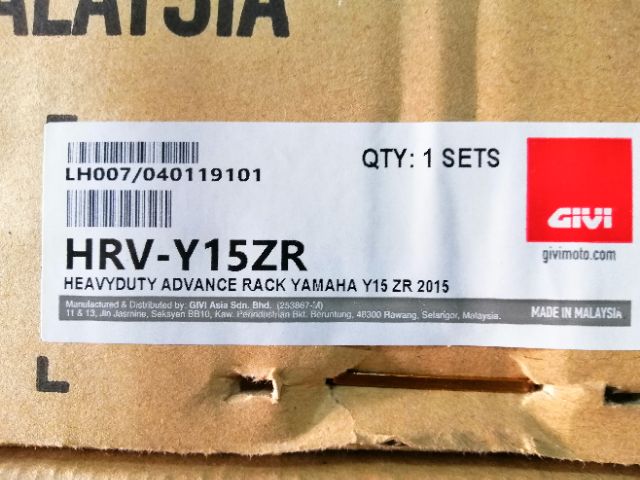 MALAYSIA
LH007/040119101
QTY: 1 SETS
HRV-Y15ZR
HEAVYDUTY ADVANCE RACK YAMAHA Y15 ZR 2015
GIVI
givimoto.com
Manufactured & Distributed by: GIVI Asia Sdn. Bhd. (253867-M)
11 & 13, Jln Jasmine, Seksyen BB10, Kaw. Perindustrian Bkt. Beruntung, 48300 Rawang, Selangor, Malaysia.
MADE IN MALAYSIA
L